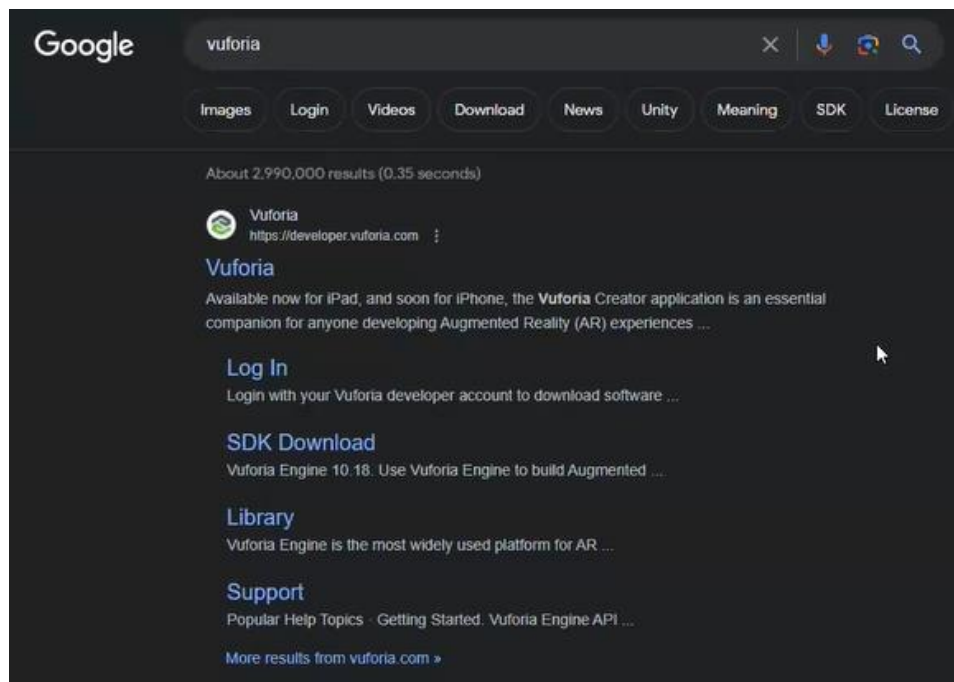 Google
vuforia
Images Login Videos Download News Unity Meaning SDK License
About 2,990,000 results (0.35 seconds)
Vuforia
https://developer.vuforia.com
Vuforia
Available now for iPad, and soon for iPhone, the Vuforia Creator application is an essential
companion for anyone developing Augmented Reality (AR) experiences ...
Log In
Login with your Vuforia developer account to download software ...
SDK Download
Vuforia Engine 10.18. Use Vuforia Engine to build Augmented ...
Library
Vuforia Engine is the most widely used platform for AR ...
Support
Popular Help Topics · Getting Started. Vuforia Engine API ...
More results from vuforia.com »